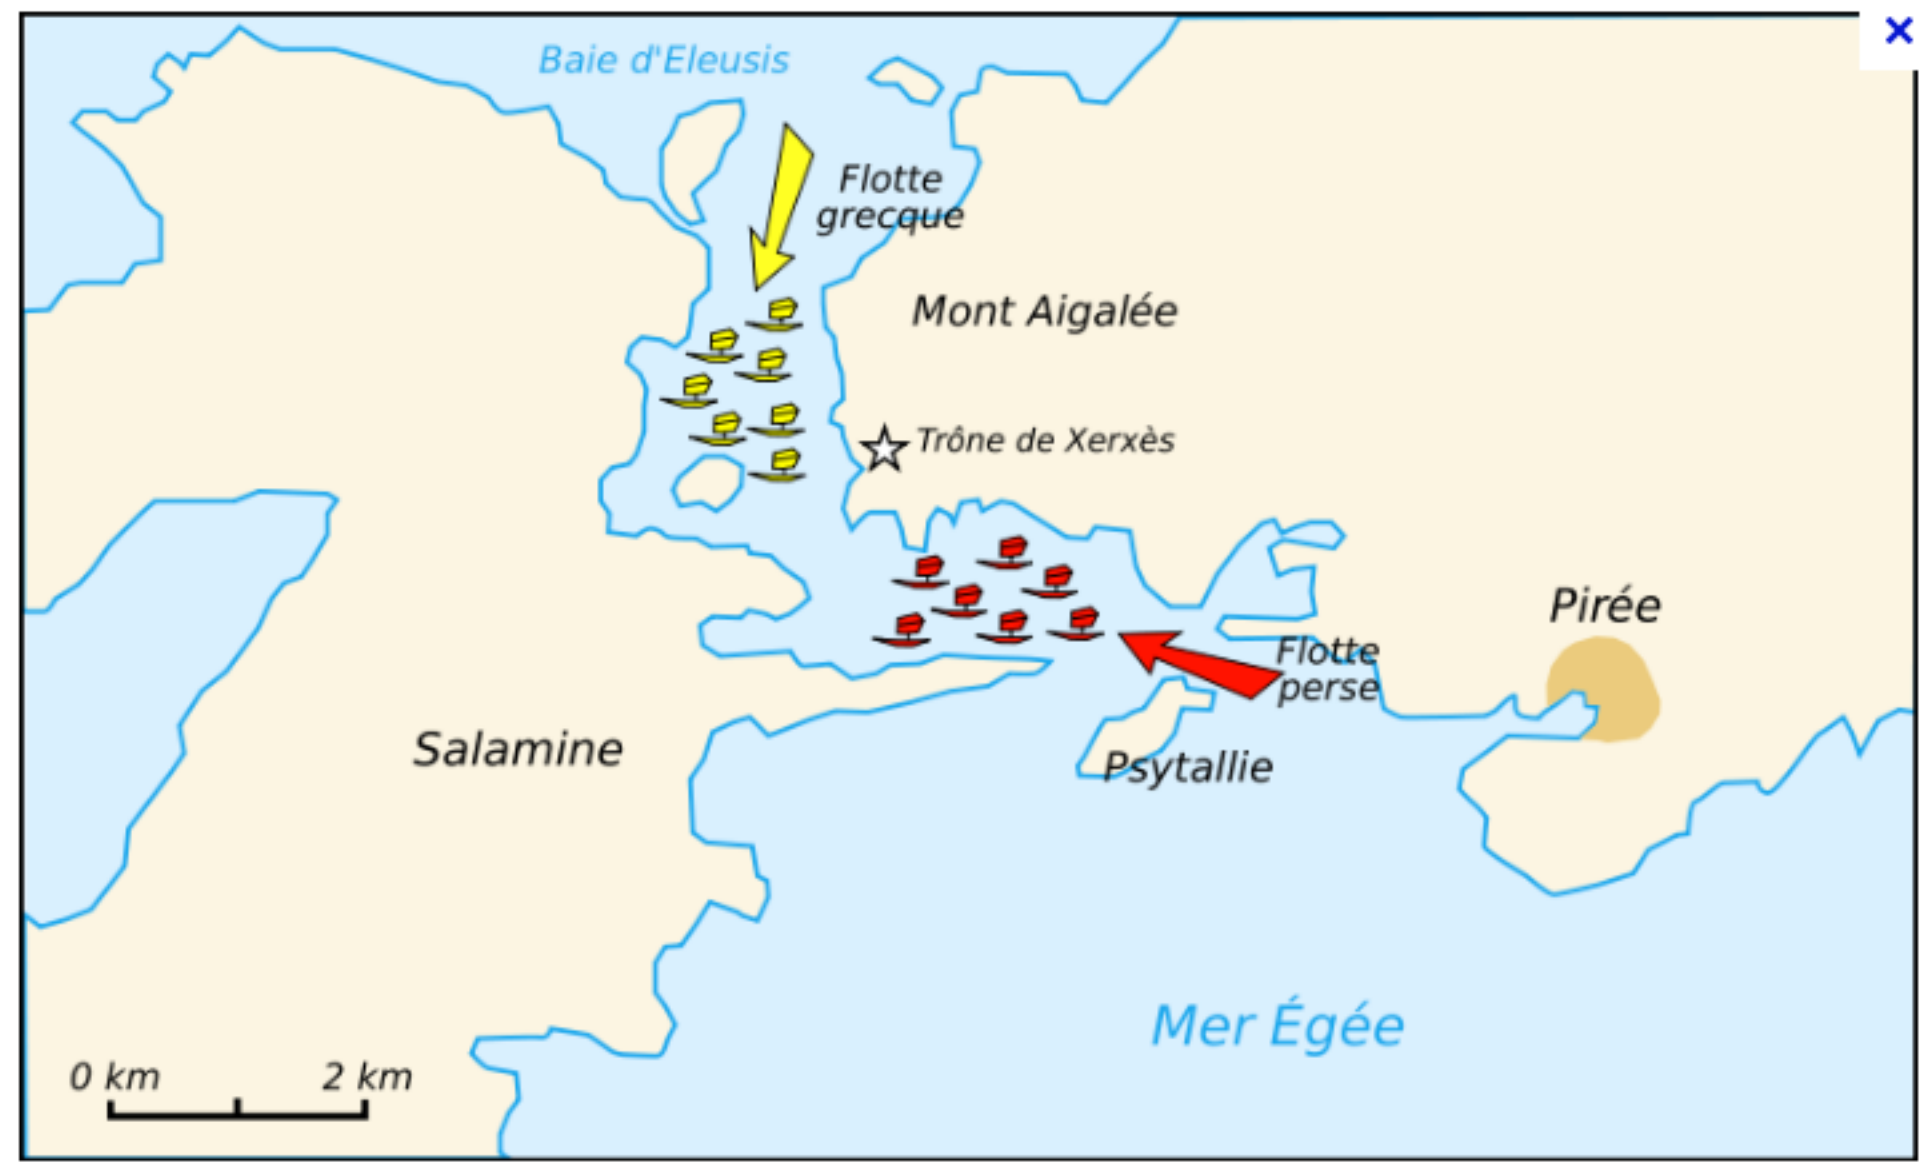 Baie d'Eleusis
Flotte
grecque
Mont Aigalée
Trône de Xerxès
Pirée
Flotte
perse
Salamine
Psytallie
Mer Égée
0 km 2 km